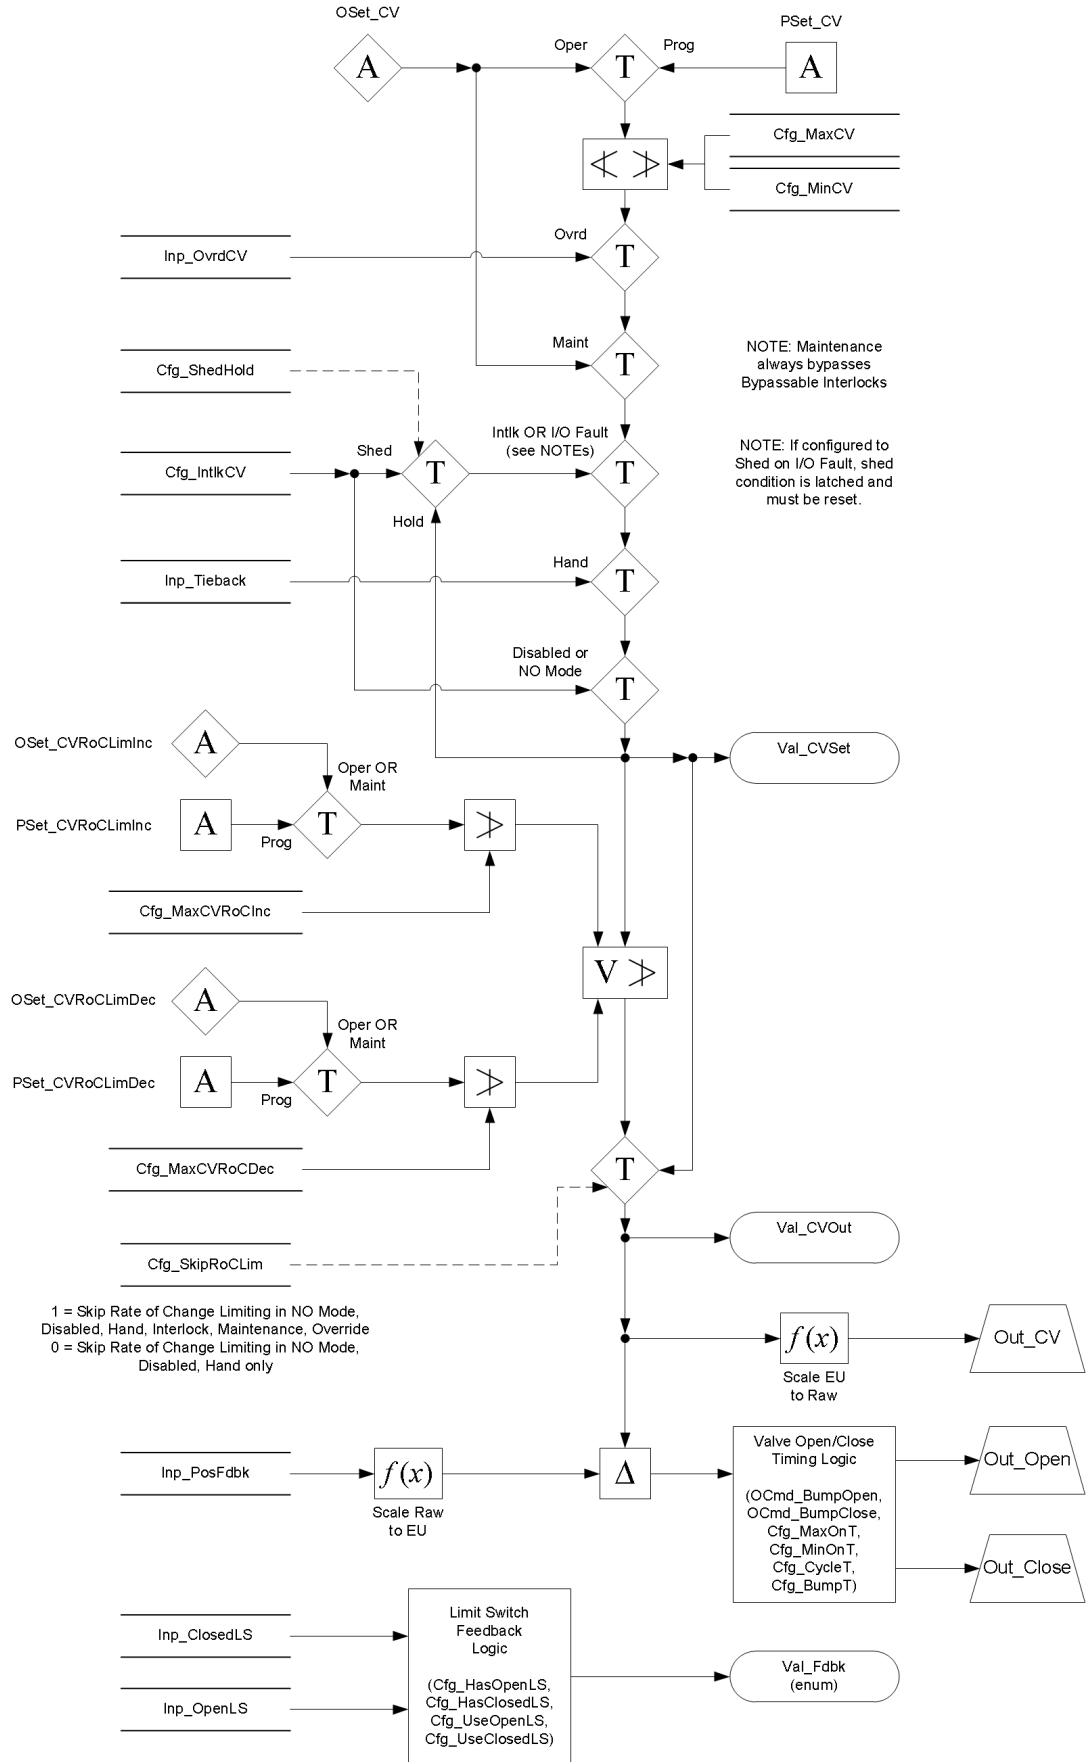 OSet_CV
PSet_CV
A
Oper
T
Prog
A
Cfg_MaxCV
≮ ≯
Cfg_MinCV
Inp_OvrdCV
Ovrd
T
Cfg_ShedHold
Maint
T
NOTE: Maintenance
always bypasses
Bypassable Interlocks
Cfg_IntlkCV
Shed
T
Hold
Intlk OR I/O Fault
(see NOTEs)
T
NOTE: If configured to
Shed on I/O Fault, shed
condition is latched and
must be reset.
Inp_Tieback
Hand
T
Disabled or
NO Mode
T
OSet_CVRoCLimInc
A
Oper OR
Maint
Val_CVSet
PSet_CVRoCLimInc
A
Prog
T
≯
Cfg_MaxCVRoCInc
V ≯
OSet_CVRoCLimDec
A
Oper OR
Maint
PSet_CVRoCLimDec
A
Prog
T
≯
Cfg_MaxCVRoCDec
T
Cfg_SkipRoCLim
Val_CVOut
1 = Skip Rate of Change Limiting in NO Mode,
Disabled, Hand, Interlock, Maintenance, Override
0 = Skip Rate of Change Limiting in NO Mode,
Disabled, Hand only
f(x)
Scale EU
to Raw
Out_CV
Inp_PosFdbk
f(x)
Scale Raw
to EU
Δ
Valve Open/Close
Timing Logic
(OCmd_BumpOpen,
OCmd_BumpClose,
Cfg_MaxOnT,
Cfg_MinOnT,
Cfg_CycleT,
Cfg_BumpT)
Out_Open
Out_Close
Inp_ClosedLS
Inp_OpenLS
Limit Switch
Feedback
Logic
(Cfg_HasOpenLS,
Cfg_HasClosedLS,
Cfg_UseOpenLS,
Cfg_UseClosedLS)
Val_Fdbk
(enum)